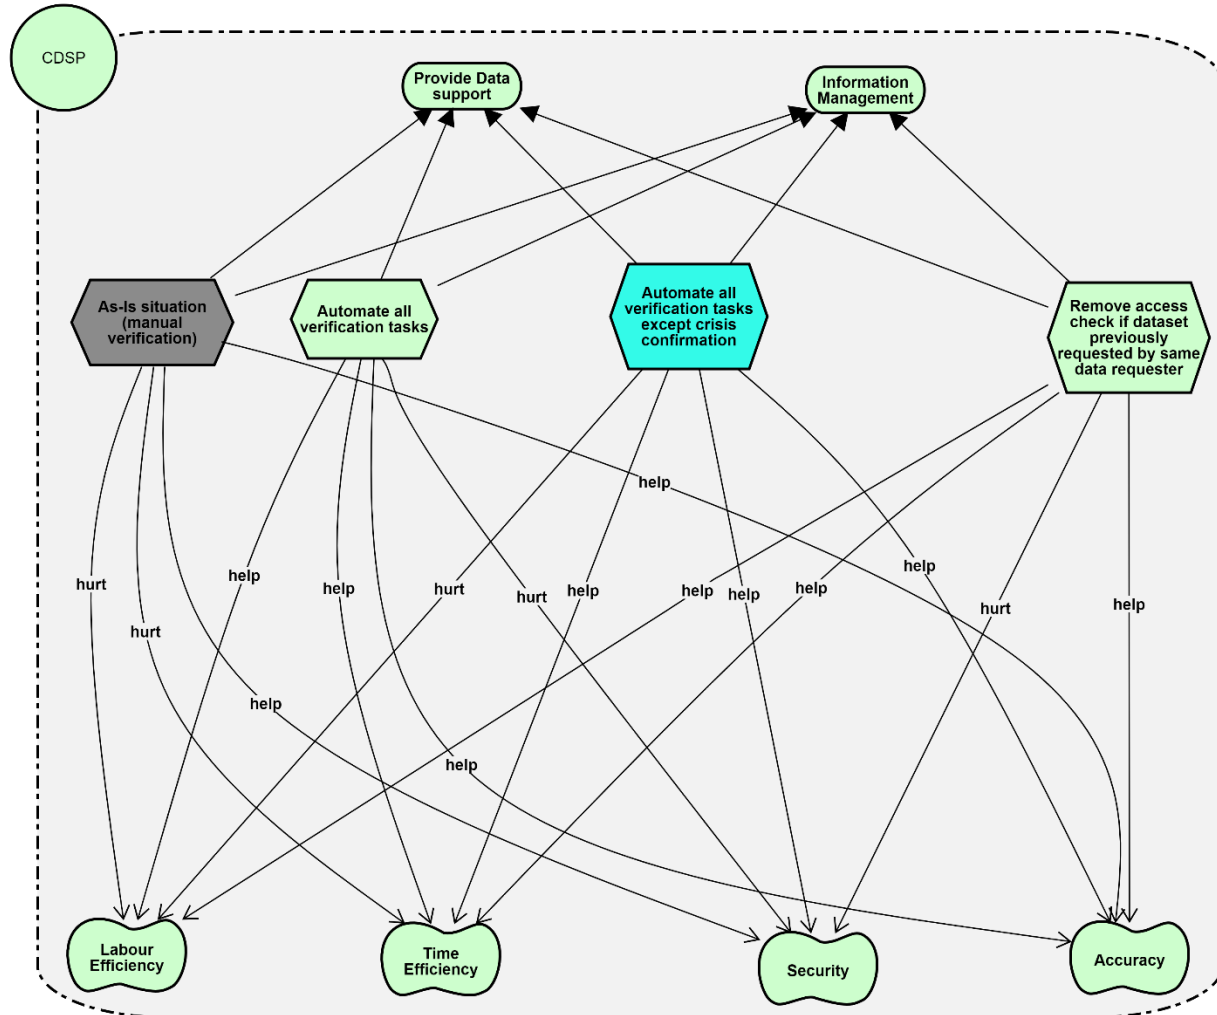 CDSP
Provide Data
support
Information
Management
As-Is situation
(manual
verification)
Automate all
verification tasks
Automate all
verification tasks
except crisis
confirmation
Remove access
check if dataset
previously
requested by same
data requester
help
hurt
help
help
hurt
help
help
hurt
help
help
hurt
help
hurt
help
help
help
Labour
Efficiency
Time
Efficiency
Security
Accuracy